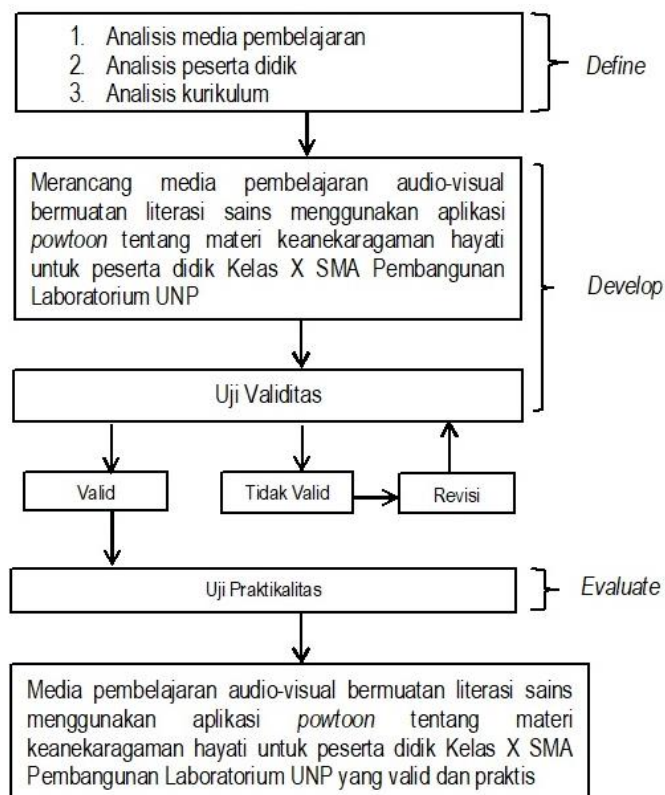 1. Analisis media pembelajaran
2. Analisis peserta didik
3. Analisis kurikulum
Define
Merancang media pembelajaran audio-visual
bermuatan literasi sains menggunakan aplikasi
powtoon tentang materi keanekaragaman hayati
untuk peserta didik Kelas X SMA Pembangunan
Laboratorium UNP
Develop
Uji Validitas
Valid
Tidak Valid
Revisi
Uji Praktikalitas
Evaluate
Media pembelajaran audio-visual bermuatan literasi sains
menggunakan aplikasi powtoon tentang materi
keanekaragaman hayati untuk peserta didik Kelas X SMA
Pembangunan Laboratorium UNP yang valid dan praktis